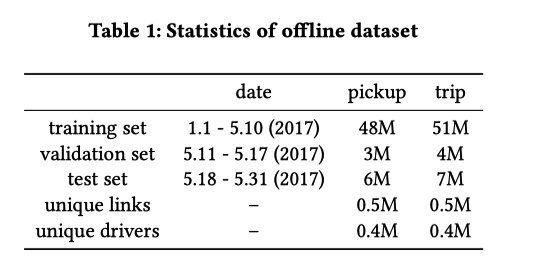 Table 1: Statistics of offline dataset
date pickup trip
training set 1.1 - 5.10 (2017) 48M 51M
validation set 5.11 - 5.17 (2017) 3M 4M
test set 5.18 - 5.31 (2017) 6M 7M
unique links – 0.5M 0.5M
unique drivers – 0.4M 0.4M